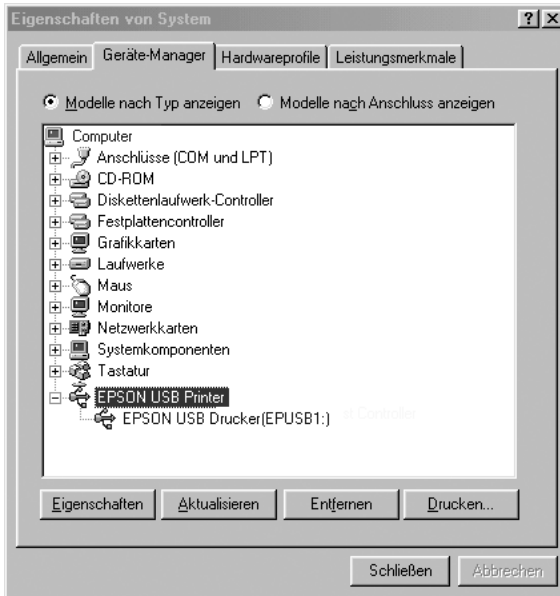 Eigenschaften von System
Allgemein Geräte-Manager Hardwareprofile Leistungsmerkmale
Modelle nach Typ anzeigen Modelle nach Anschluss anzeigen
Computer
Anschlüsse (COM und LPT)
CD-ROM
Diskettenlaufwerk-Controller
Festplattencontroller
Grafikkarten
Laufwerke
Maus
Monitore
Netzwerkkarten
Systemkomponenten
Tastatur
EPSON USB Printer
EPSON USB Drucker(EPUSB1:)
Eigenschaften Aktualisieren Entfernen Drucken...
Schließen Abbrechen